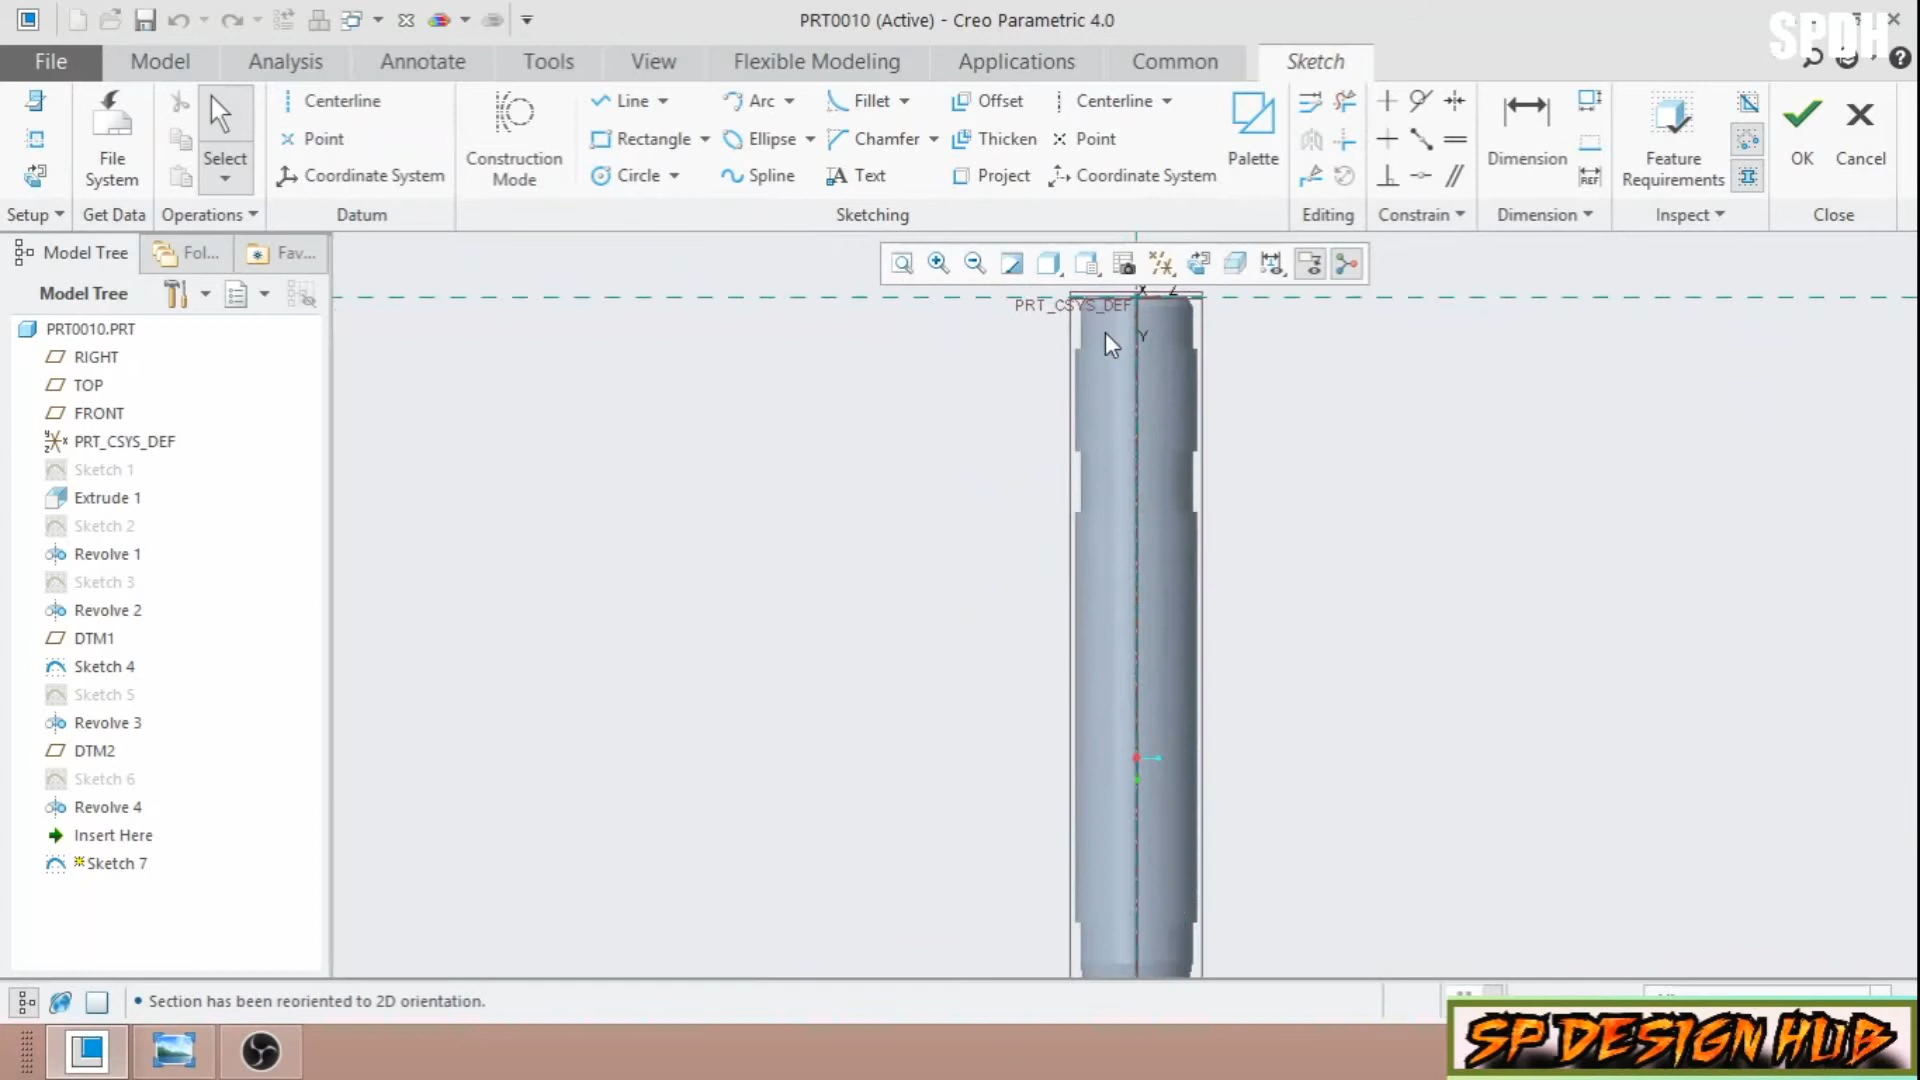 PRT0010 (Active) - Creo Parametric 4.0
SPDH
File Model Analysis Annotate Tools View Flexible Modeling Applications Common Sketch
File System
Select
Centerline
Point
Coordinate System
Construction Mode
Line Arc Fillet Offset Centerline
Rectangle Ellipse Chamfer Thicken Point
Circle Spline Text Project Coordinate System
Palette
Dimension
REF
Feature Requirements
OK Cancel
Setup Get Data Operations Datum Sketching Editing Constrain Dimension Inspect Close
Model Tree Fol... Fav...
Model Tree
PRT0010.PRT
RIGHT
TOP
FRONT
PRT_CSYS_DEF
Sketch 1
Extrude 1
Sketch 2
Revolve 1
Sketch 3
Revolve 2
DTM1
Sketch 4
Sketch 5
Revolve 3
DTM2
Sketch 6
Revolve 4
Insert Here
Sketch 7
X Z
PRT_CSYS_DEF
Y
• Section has been reoriented to 2D orientation.
SP DESIGN HUB